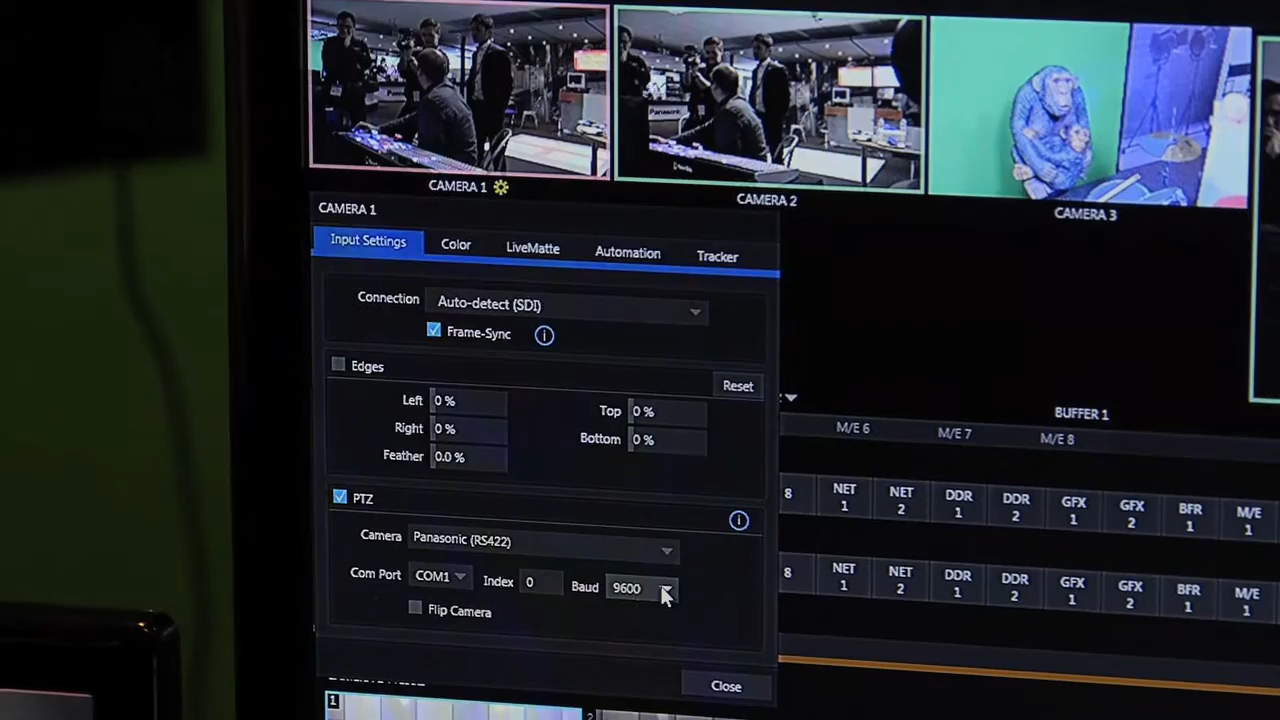 Panasonic
CAMERA 1
CAMERA 2
CAMERA 3
CAMERA 1
Input Settings
Color
LiveMatte
Automation
Tracker
Connection
Auto-detect (SDI)
Frame-Sync
i
Edges
Reset
Left 0 %
Top 0 %
Right 0 %
Bottom 0 %
Feather 0.0 %
PTZ
i
Camera Panasonic (RS422)
Com Port COM1 Index 0 Baud 9600
Flip Camera
Close
BUFFER 1
M/E 6 M/E 7 M/E 8
8 NET 1 NET 2 DDR 1 DDR 2 GFX 1 GFX 2 BFR 1 M/E 1
8 NET 1 NET 2 DDR 1 DDR 2 GFX 1 GFX 2 BFR 1 M/E 1
1
2